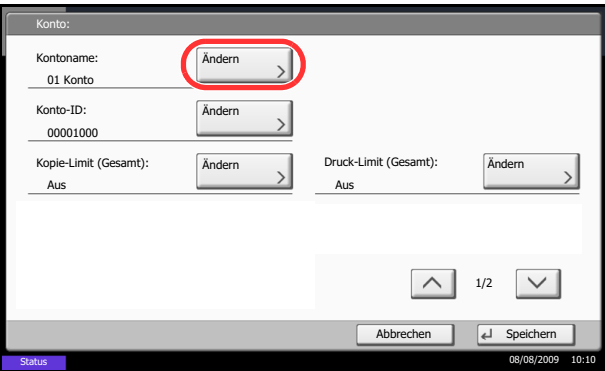 Konto:
Kontoname:
Ändern
01 Konto
Konto-ID:
Ändern
00001000
Kopie-Limit (Gesamt):
Ändern
Druck-Limit (Gesamt):
Ändern
Aus
Aus
1/2
Abbrechen
Speichern
Status
08/08/2009 10:10